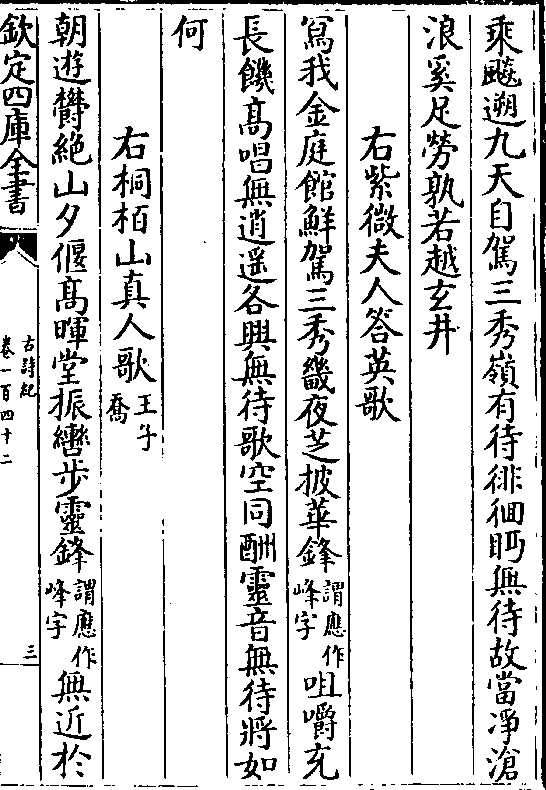 乘飈遡九天自駕三秀嶺有待徘徊眄無待故當净滄
浪奚足勞孰若越玄井
右紫微夫人答英歌
寫我金庭館鮮駕三秀畿夜芝披華鋒謂應作峰字咀嚼充
長饑髙唱無逍遥各興無待歌空同酬靈音無待將如
何
右桐栢山真人歌王子喬
朝遊欝絶山夕偃髙暉堂振轡步靈鋒謂應作峰字無近於
欽定四庫全書
古詩紀
卷一百四十二
三